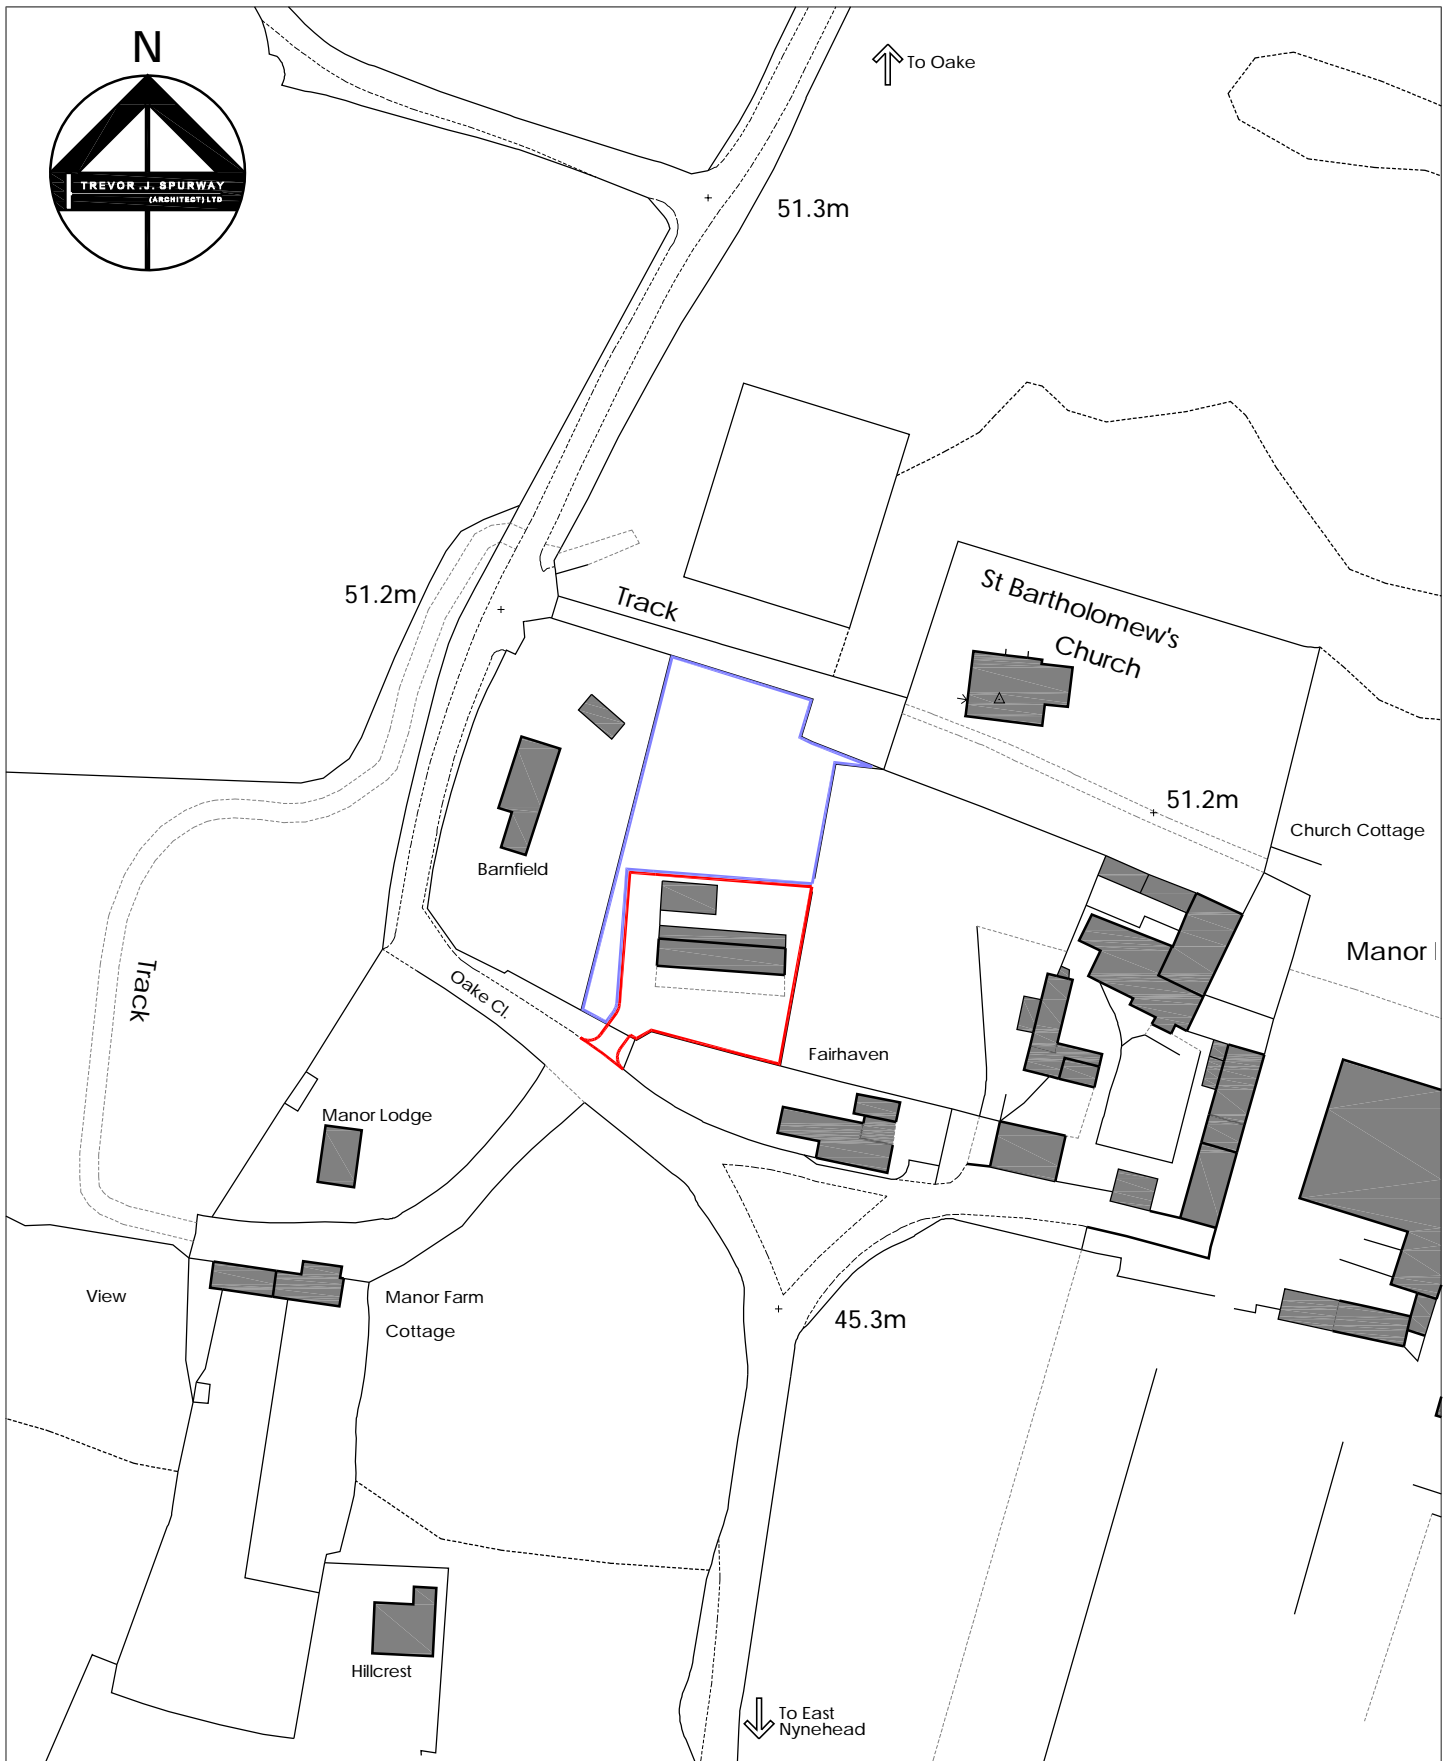 N
TREVOR .J. SPURWAY
(ARCHITECT) LTD
To Oake
51.3m
51.2m
Track
St Bartholomew's
Church
51.2m
Church Cottage
Barnfield
Manor
Track
Oake Cl.
Fairhaven
Manor Lodge
View
Manor Farm
Cottage
45.3m
Hillcrest
To East
Nynehead